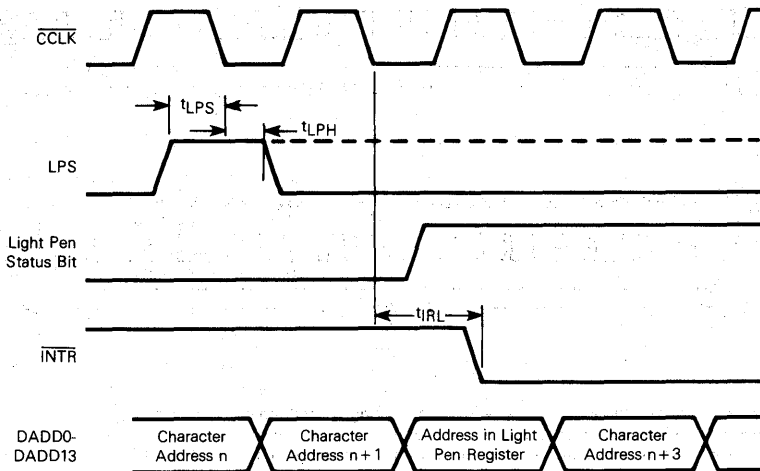 CCLK
tLPS
tLPH
LPS
Light Pen
Status Bit
tIRL
INTR
DADD0-
DADD13
Character
Address n
Character
Address n+1
Address in Light
Pen Register
Character
Address n+3